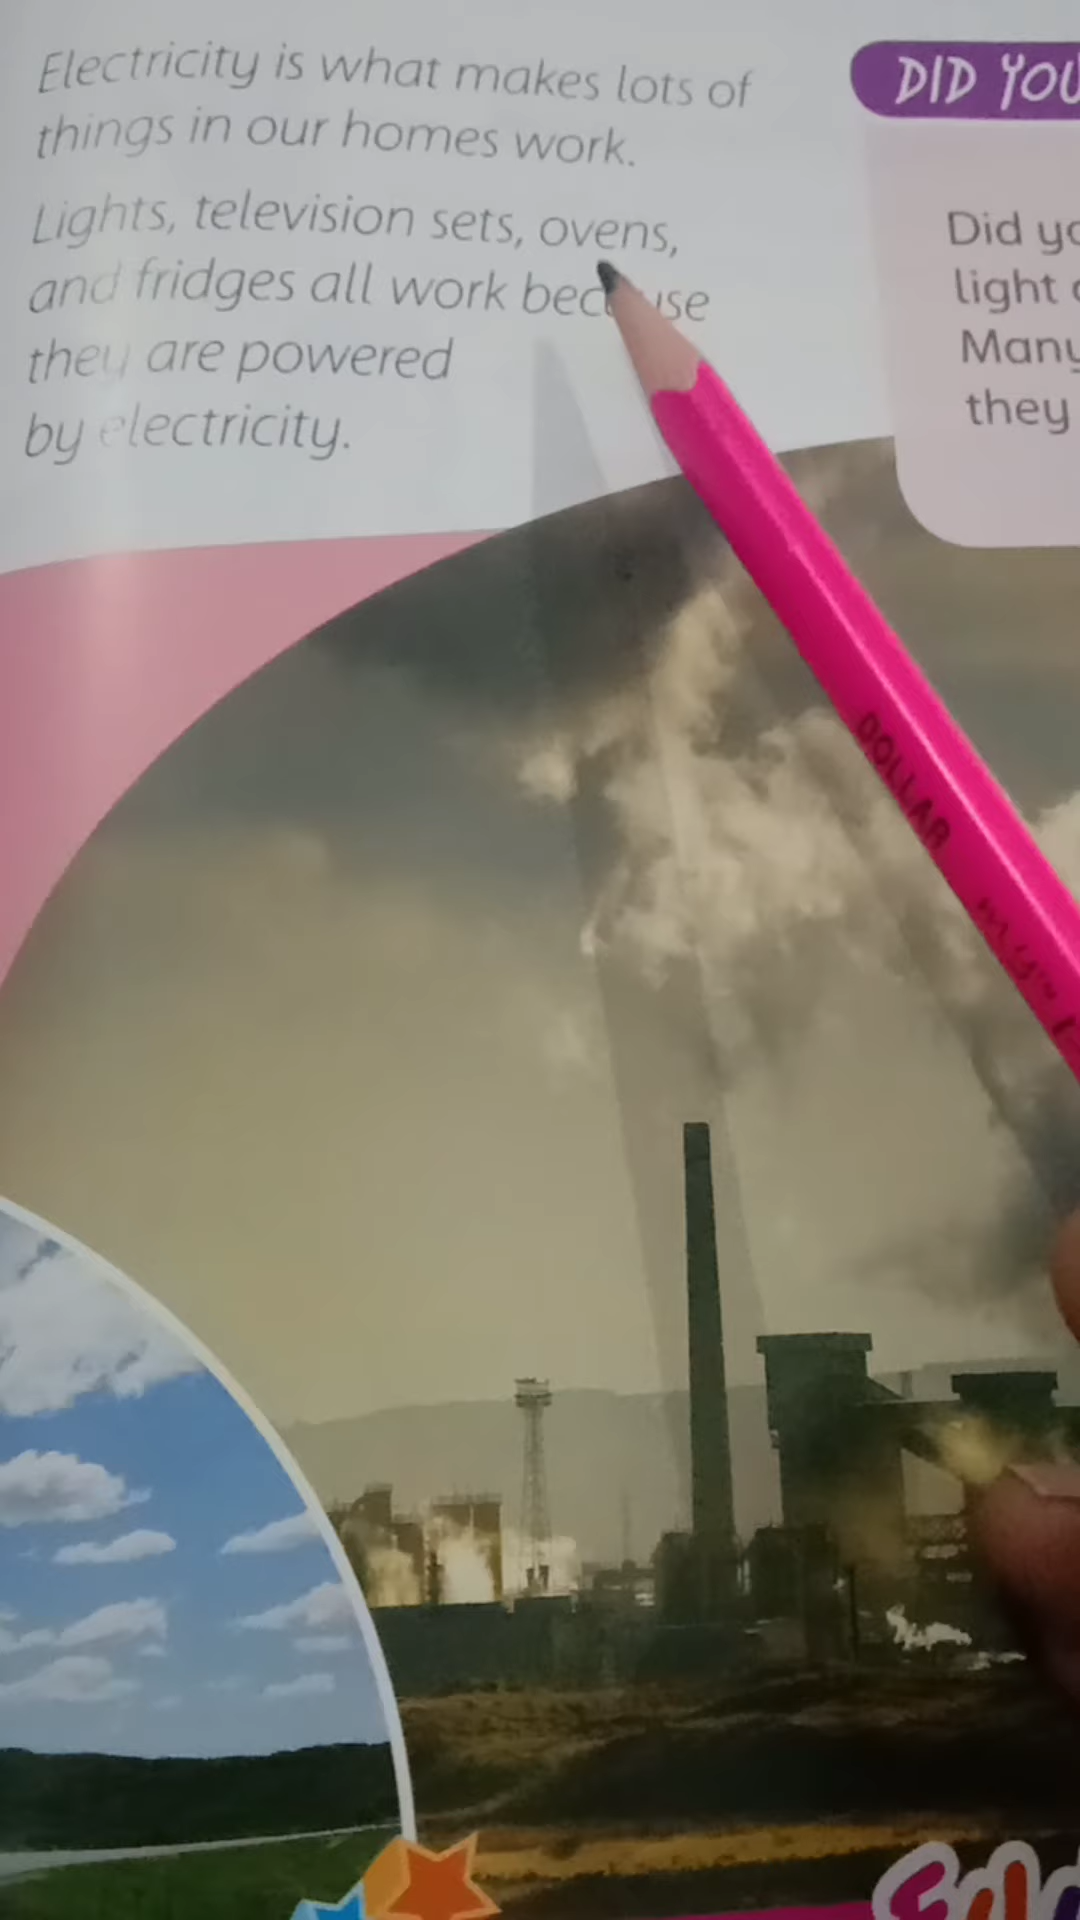 Electricity is what makes lots of
things in our homes work.
Lights, television sets, ovens,
and fridges all work because
they are powered
by electricity.
DID YOU
Did yo
light
Many
they
DOLLAR
my